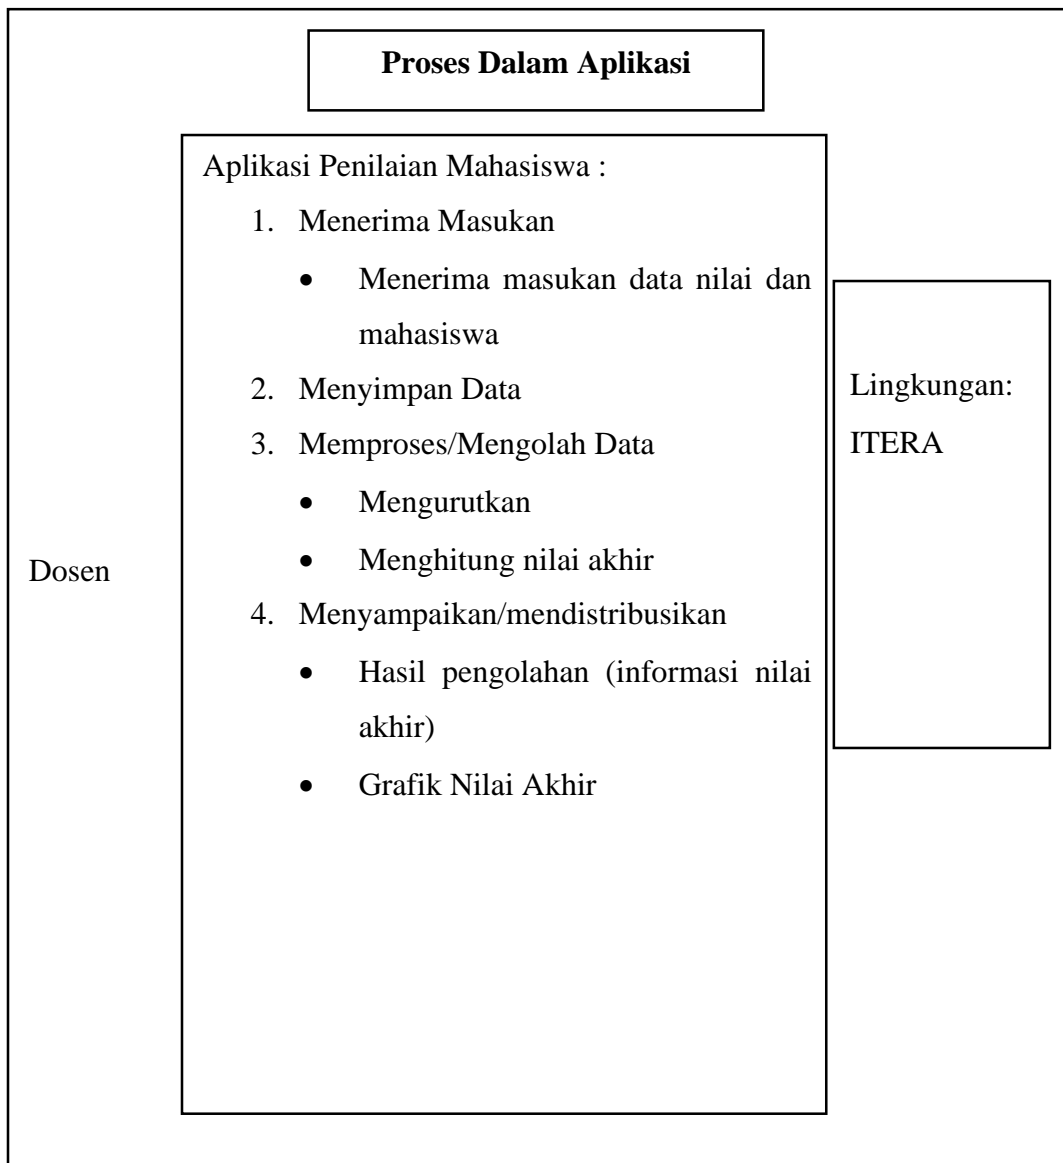 Proses Dalam Aplikasi
Aplikasi Penilaian Mahasiswa :
1. Menerima Masukan
• Menerima masukan data nilai dan
mahasiswa
2. Menyimpan Data
3. Memproses/Mengolah Data
• Mengurutkan
• Menghitung nilai akhir
4. Menyampaikan/mendistribusikan
• Hasil pengolahan (informasi nilai
akhir)
• Grafik Nilai Akhir
Lingkungan:
ITERA
Dosen